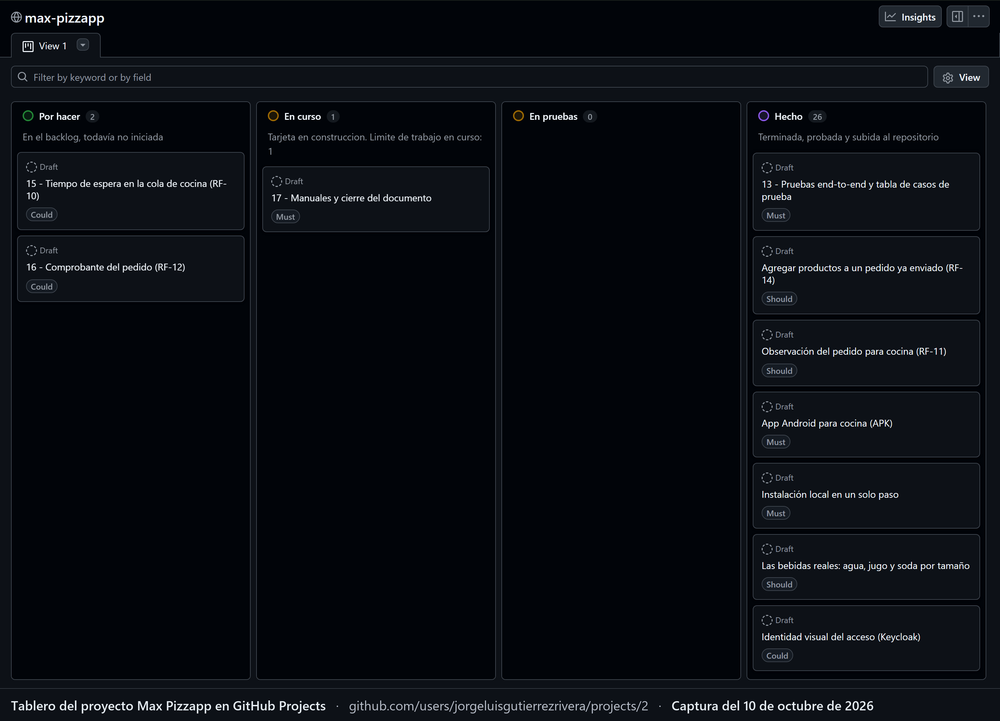 max-pizzapp
Insights
View 1
Filter by keyword or by field
View
Por hacer 2
En el backlog, todavía no iniciada
Draft
15 - Tiempo de espera en la cola de cocina (RF-
10)
Could
Draft
16 - Comprobante del pedido (RF-12)
Could
En curso 1
Tarjeta en construccion. Limite de trabajo en curso:
1
Draft
17 - Manuales y cierre del documento
Must
En pruebas 0
Hecho 26
Terminada, probada y subida al repositorio
Draft
13 - Pruebas end-to-end y tabla de casos de
prueba
Must
Draft
Agregar productos a un pedido ya enviado (RF-
14)
Should
Draft
Observación del pedido para cocina (RF-11)
Should
Draft
App Android para cocina (APK)
Must
Draft
Instalación local en un solo paso
Must
Draft
Las bebidas reales: agua, jugo y soda por tamaño
Should
Draft
Identidad visual del acceso (Keycloak)
Could
Tablero del proyecto Max Pizzapp en GitHub Projects · github.com/users/jorgeluisgutierrezrivera/projects/2 · Captura del 10 de octubre de 2026